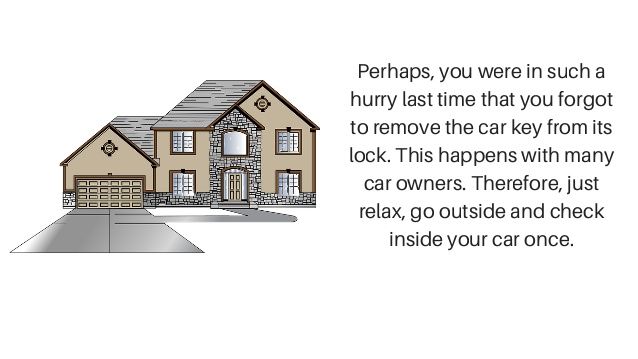 Perhaps, you were in such a
hurry last time that you forgot
to remove the car key from its
lock. This happens with many
car owners. Therefore, just
relax, go outside and check
inside your car once.